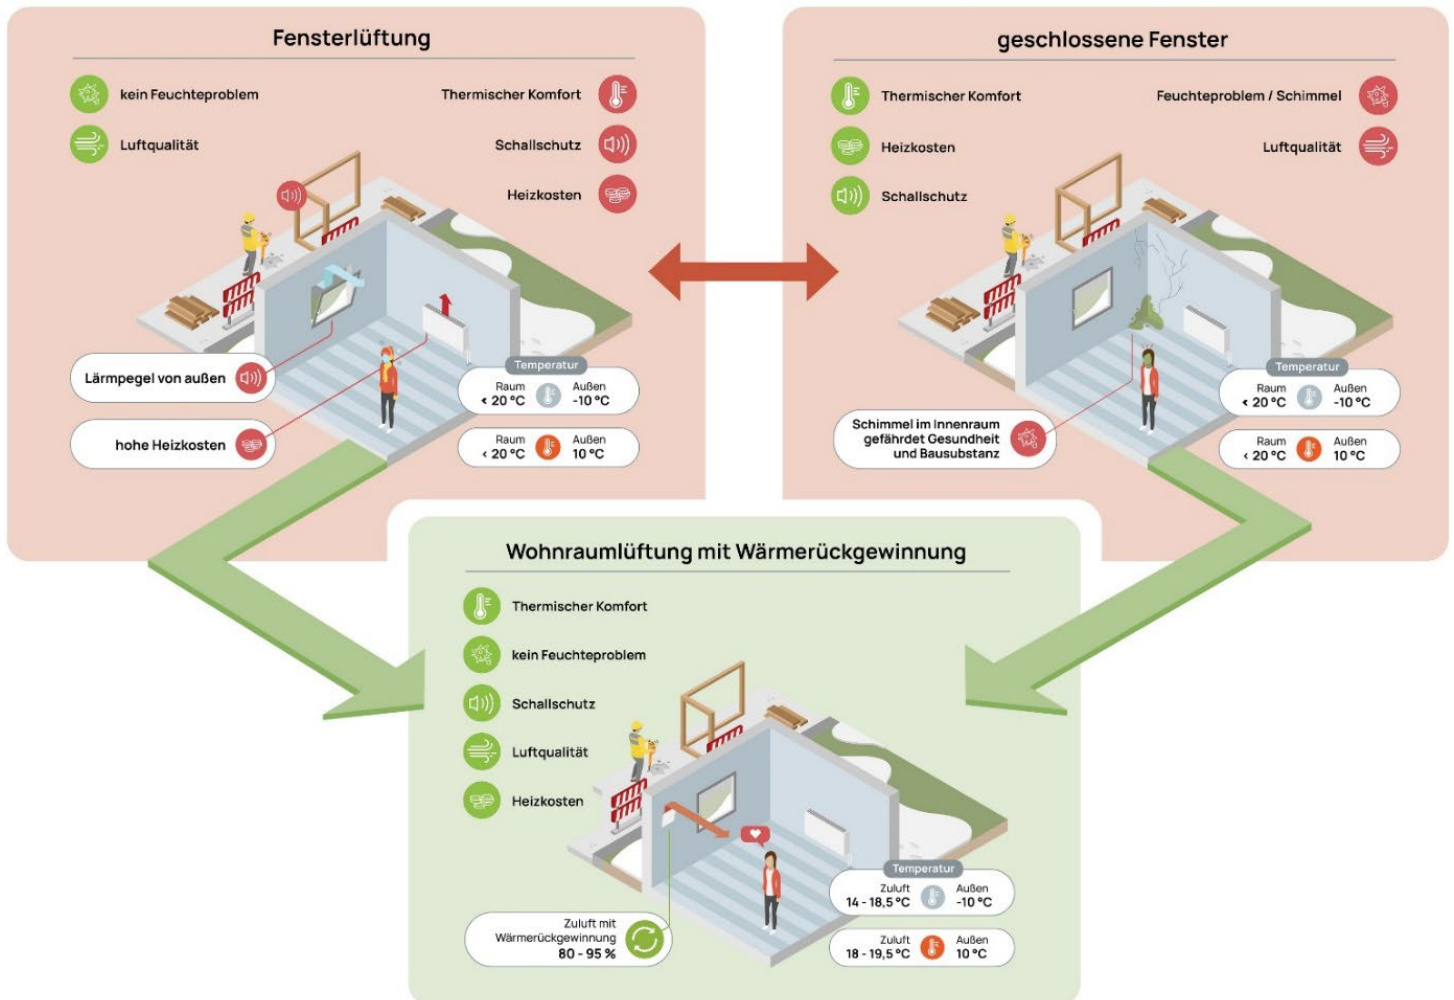 Fensterlüftung
kein Feuchteproblem
Luftqualität
Thermischer Komfort
Schallschutz
Heizkosten
Lärmpegel von außen
hohe Heizkosten
Temperatur
Raum
< 20 °C
Außen
-10 °C
Raum
< 20 °C
Außen
10 °C
geschlossene Fenster
Thermischer Komfort
Heizkosten
Schallschutz
Feuchteproblem / Schimmel
Luftqualität
Schimmel im Innenraum
gefährdet Gesundheit
und Bausubstanz
Temperatur
Raum
< 20 °C
Außen
-10 °C
Raum
< 20 °C
Außen
10 °C
Wohnraumlüftung mit Wärmerückgewinnung
Thermischer Komfort
kein Feuchteproblem
Schallschutz
Luftqualität
Heizkosten
Zuluft mit
Wärmerückgewinnung
80 - 95 %
Temperatur
Zuluft
14 - 18,5 °C
Außen
-10 °C
Zuluft
18 - 19,5 °C
Außen
10 °C